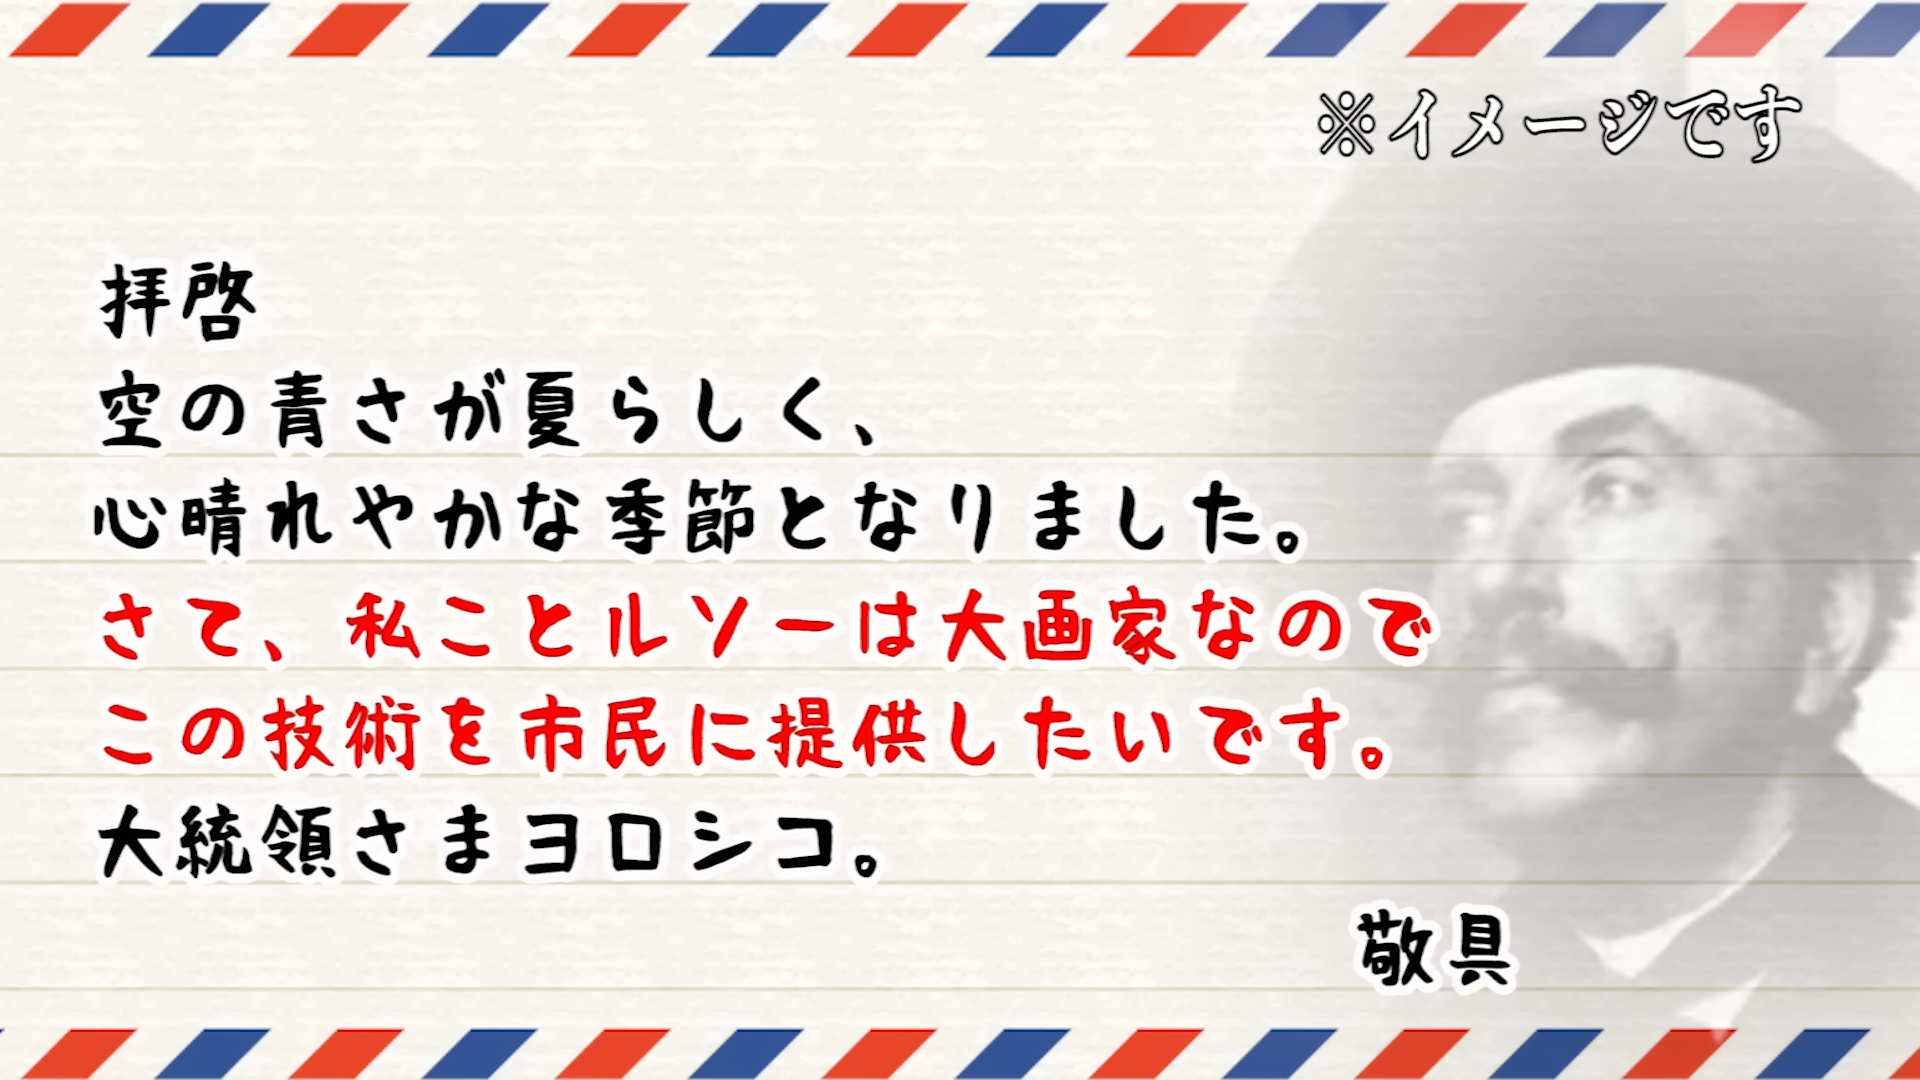 ※イメージです
拝啓
空の青さが夏らしく、
心晴れやかな季節となりました。
さて、私ことルソーは大画家なので
この技術を市民に提供したいです。
大統領さまヨロシコ。
敬具